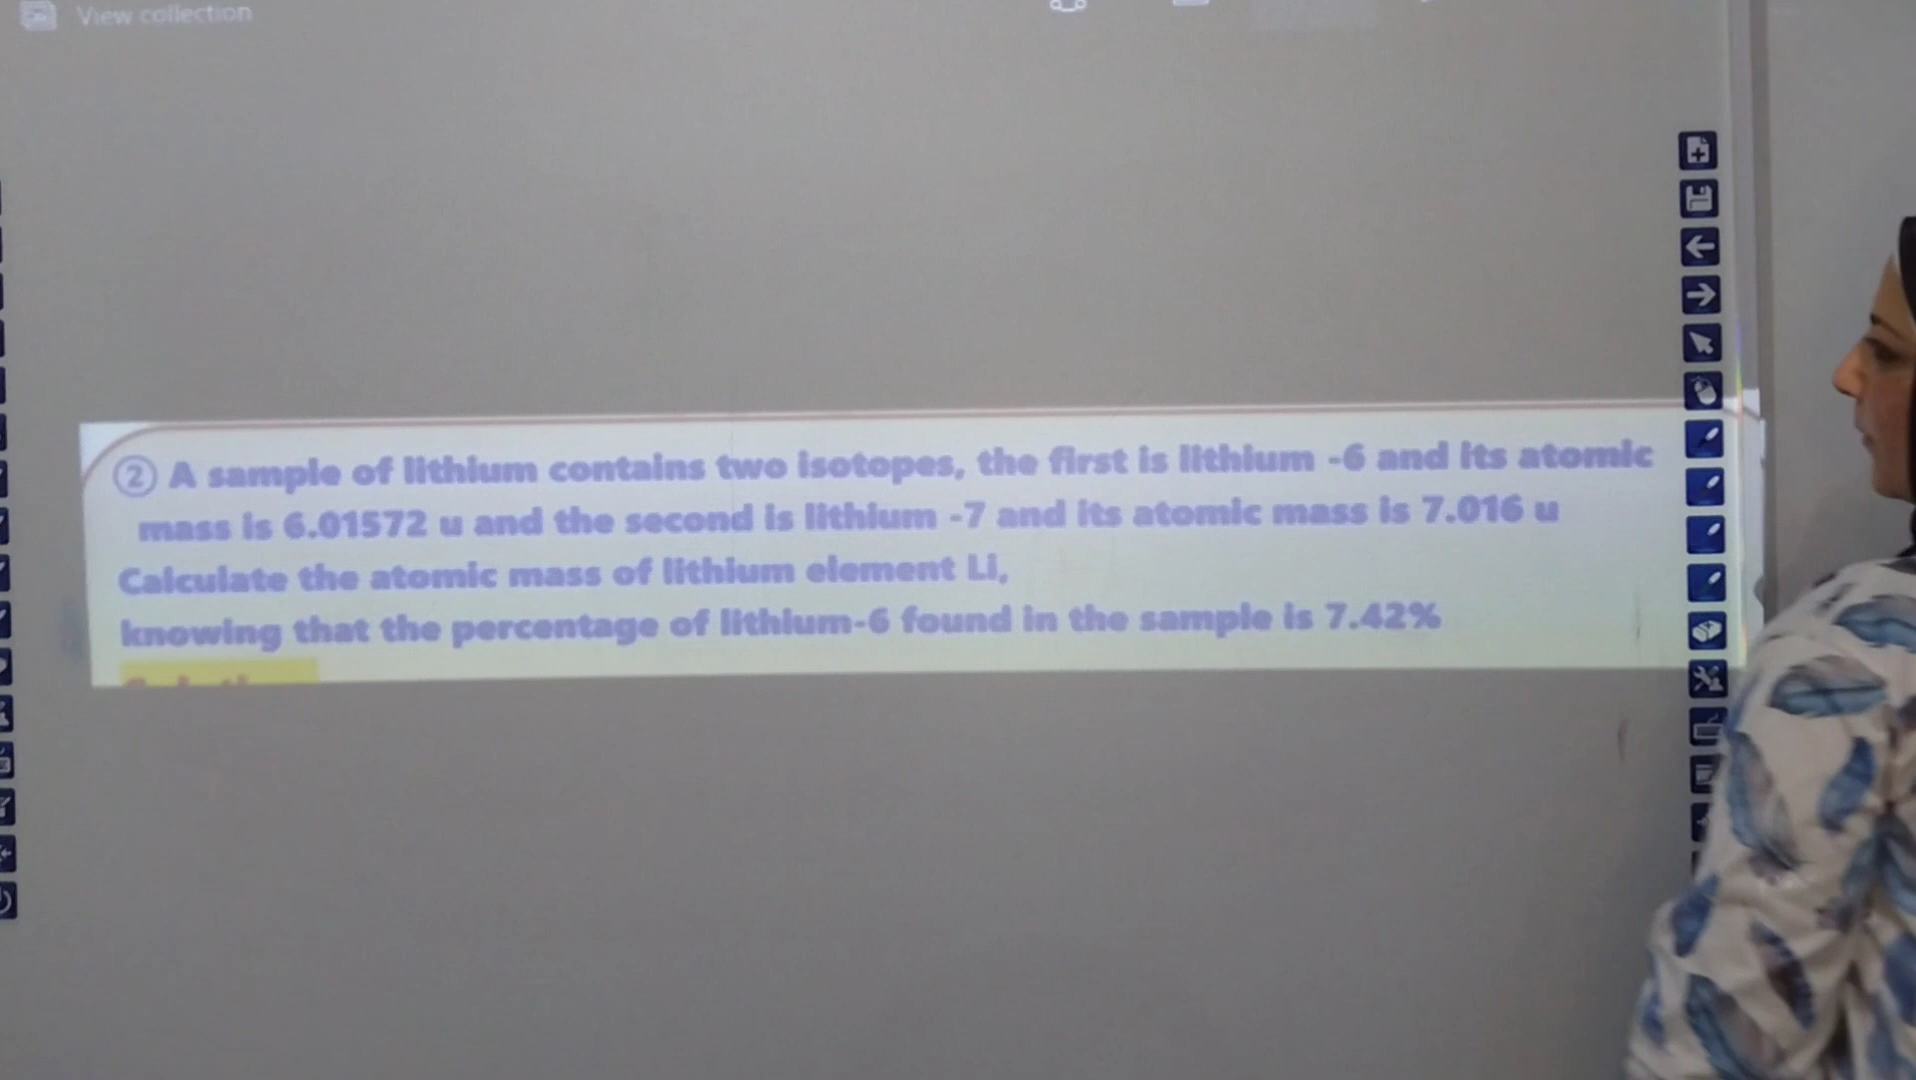 View collection
② A sample of lithium contains two isotopes, the first is lithium -6 and its atomic
mass is 6.01572 u and the second is lithium -7 and its atomic mass is 7.016 u
Calculate the atomic mass of lithium element Li,
knowing that the percentage of lithium-6 found in the sample is 7.42%